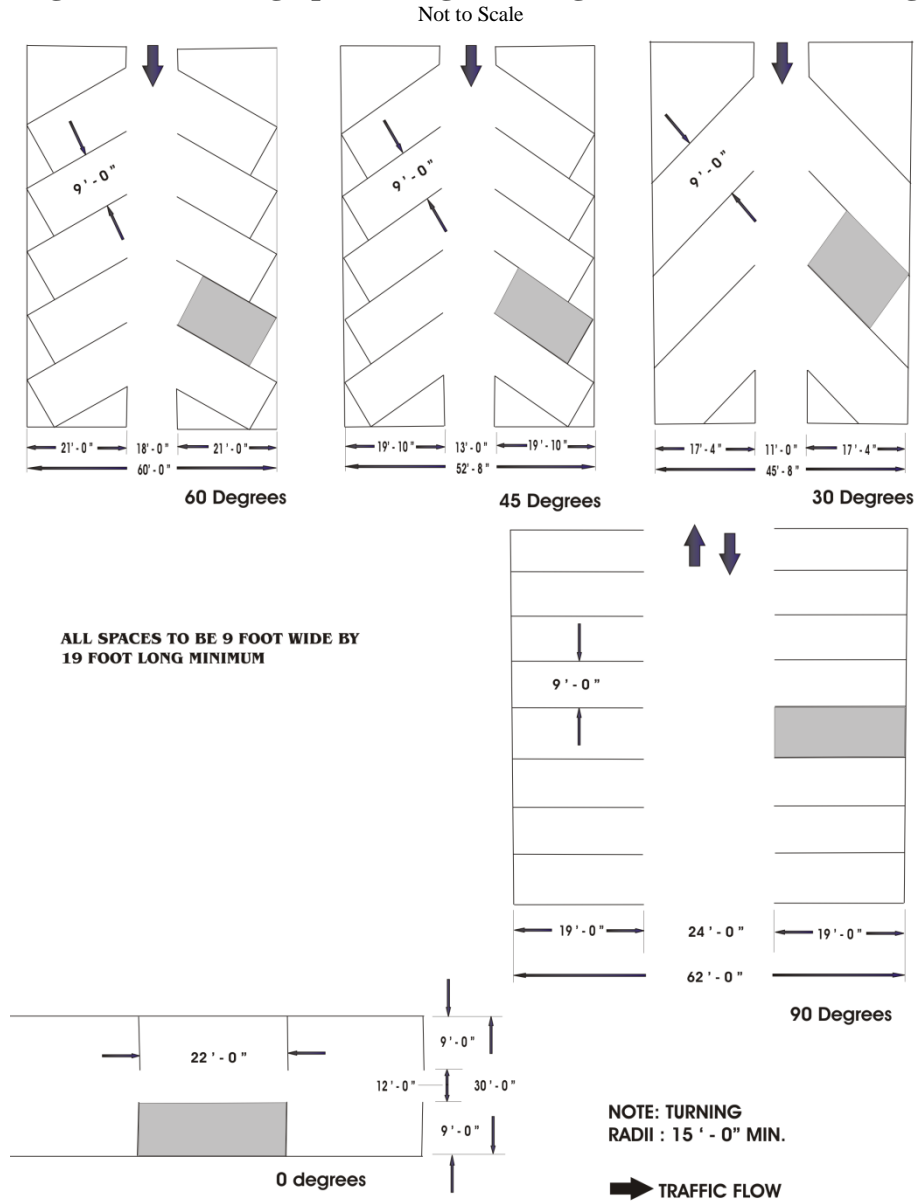 Not to Scale
9'-0"
9'-0"
9'-0"
21'-0" 18'-0" 21'-0"
60'-0"
60 Degrees
19'-10" 13'-0" 19'-10"
52'-8"
45 Degrees
17'-4" 11'-0" 17'-4"
45'-8"
30 Degrees
ALL SPACES TO BE 9 FOOT WIDE BY
19 FOOT LONG MINIMUM
9'-0"
19'-0" 24'-0" 19'-0"
62'-0"
90 Degrees
22'-0"
9'-0"
12'-0" 30'-0"
9'-0"
0 degrees
NOTE: TURNING
RADII : 15 ' - 0" MIN.
TRAFFIC FLOW